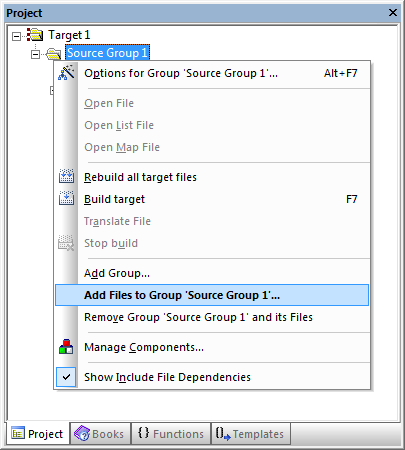 Project
Target 1
Source Group 1
Options for Group 'Source Group 1'... Alt+F7
Open File
Open List File
Open Map File
Rebuild all target files
Build target F7
Translate File
Stop build
Add Group...
Add Files to Group 'Source Group 1'...
Remove Group 'Source Group 1' and its Files
Manage Components...
Show Include File Dependencies
Project Books {} Functions {} Templates